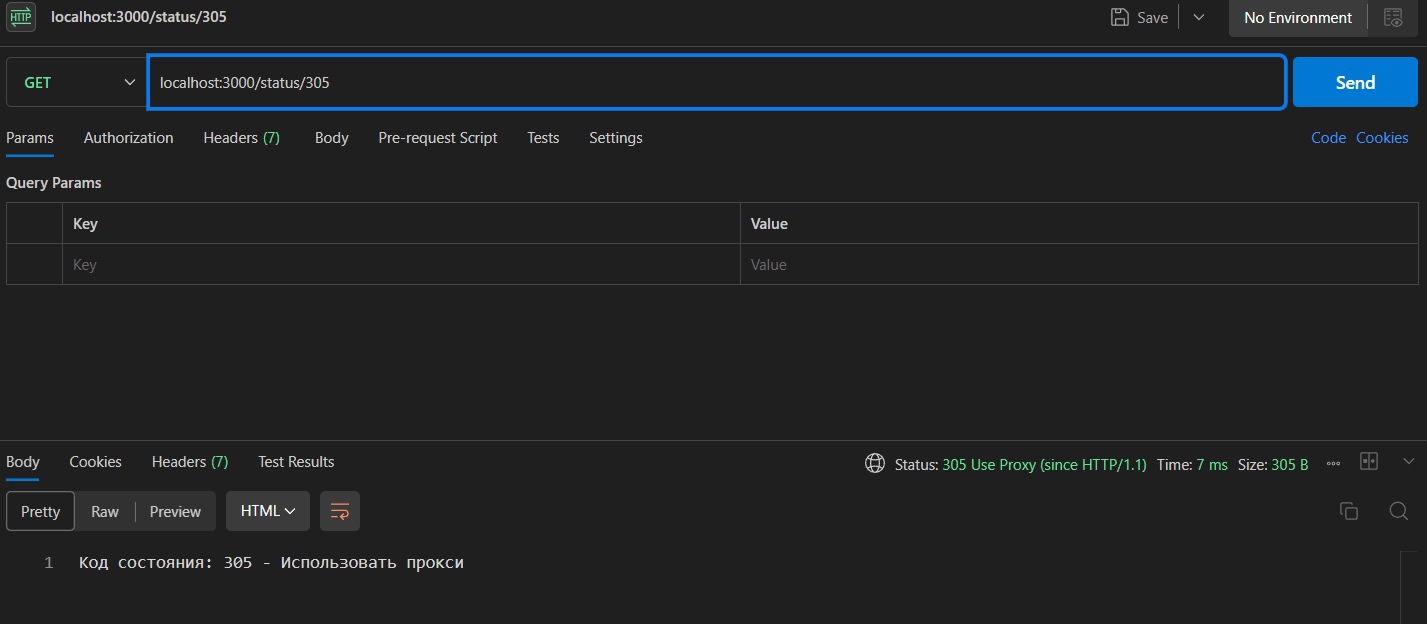 HTTP localhost:3000/status/305 Save No Environment
GET localhost:3000/status/305 Send
Params Authorization Headers (7) Body Pre-request Script Tests Settings Code Cookies
Query Params
Key Value
Key Value
Body Cookies Headers (7) Test Results Status: 305 Use Proxy (since HTTP/1.1) Time: 7 ms Size: 305 B
Pretty Raw Preview HTML
1 Код состояния: 305 - Использовать прокси